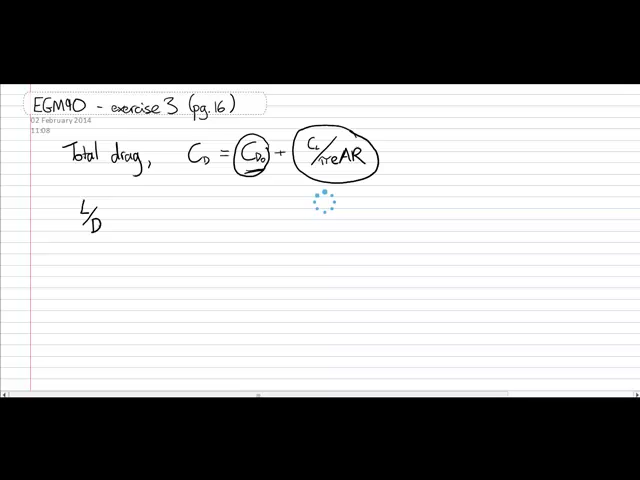 EGM90 - exercise 3 (pg.16)
02 February 2014
11:08
Total drag, C_D = C_D₀ + C_L/πeAR
L/D